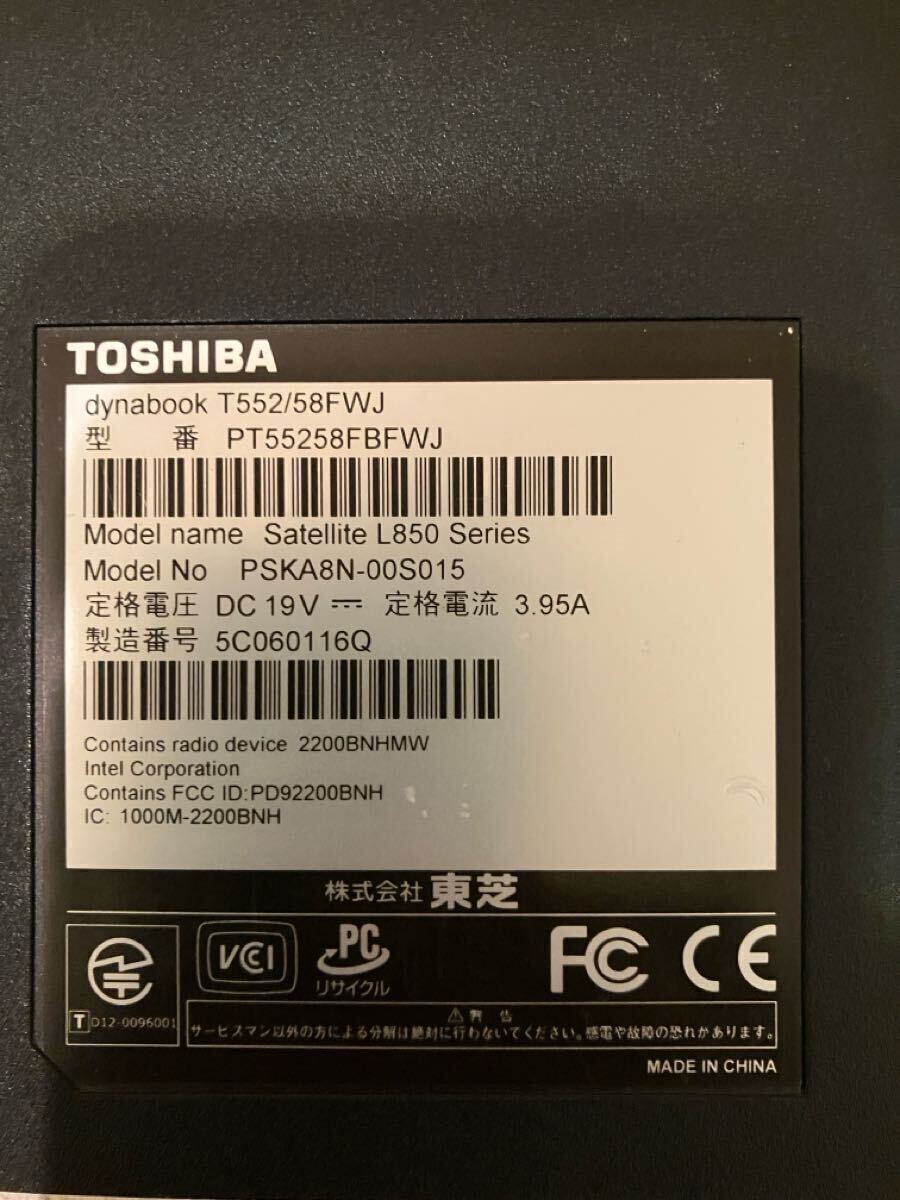 TOSHIBA
dynabook T552/58FWJ
型 番 PT55258FBFWJ
Model name Satellite L850 Series
Model No PSKA8N-00S015
定格電圧 DC 19V ⎓ 定格電流 3.95A
製造番号 5C060116Q
Contains radio device 2200BNHMW
Intel Corporation
Contains FCC ID:PD92200BNH
IC: 1000M-2200BNH
株式会社 東芝
VCCI
PC
リサイクル
FCC CE
T D12-0096001
⚠警 告
サービスマン以外の方による分解は絶対に行わないでください。感電や故障の恐れがあります。
MADE IN CHINA